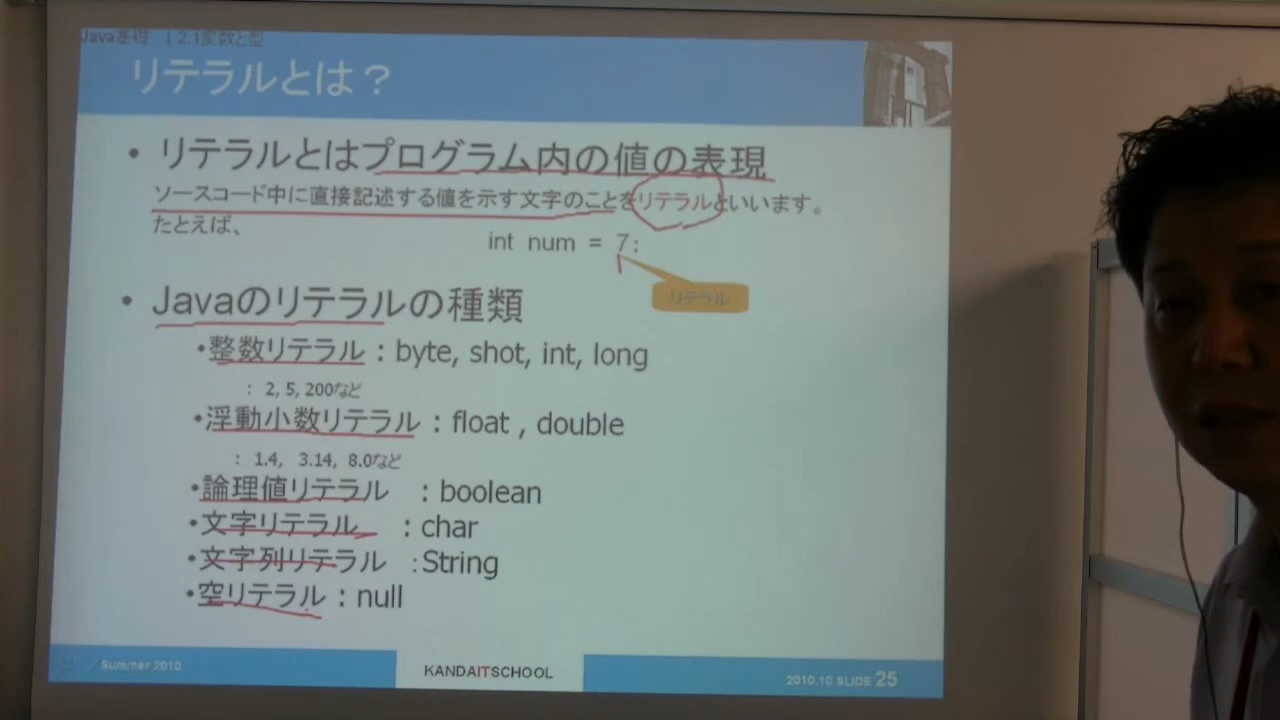 Java基礎 | 2.1変数と型
リテラルとは？
• リテラルとはプログラム内の値の表現
ソースコード中に直接記述する値を示す文字のことをリテラルといいます。
たとえば、
int num = 7:
リテラル
• Javaのリテラルの種類
•整数リテラル：byte, shot, int, long
： 2, 5, 200など
•浮動小数リテラル：float , double
： 1.4, 3.14, 8.0など
•論理値リテラル ：boolean
•文字リテラル ：char
•文字列リテラル ：String
•空リテラル：null
Summer 2010
KANDAITSCHOOL
2010.10 SLIDE 25